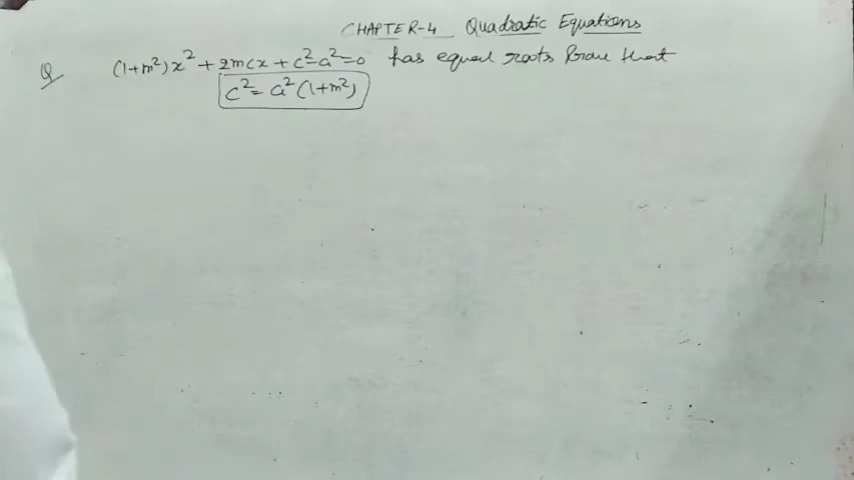 CHAPTER-4 Quadratic Equations
Q (1+m²)x² + 2mcx + c²-a²=0 has equal roots Prove that
c² = a²(1+m²)